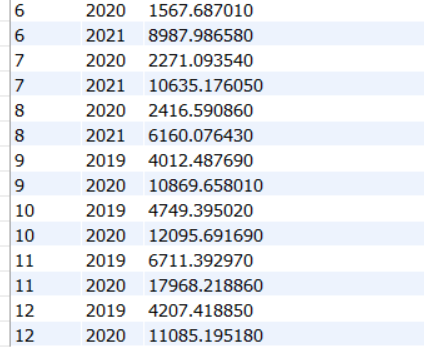 6 2020 1567.687010
6 2021 8987.986580
7 2020 2271.093540
7 2021 10635.176050
8 2020 2416.590860
8 2021 6160.076430
9 2019 4012.487690
9 2020 10869.658010
10 2019 4749.395020
10 2020 12095.691690
11 2019 6711.392970
11 2020 17968.218860
12 2019 4207.418850
12 2020 11085.195180